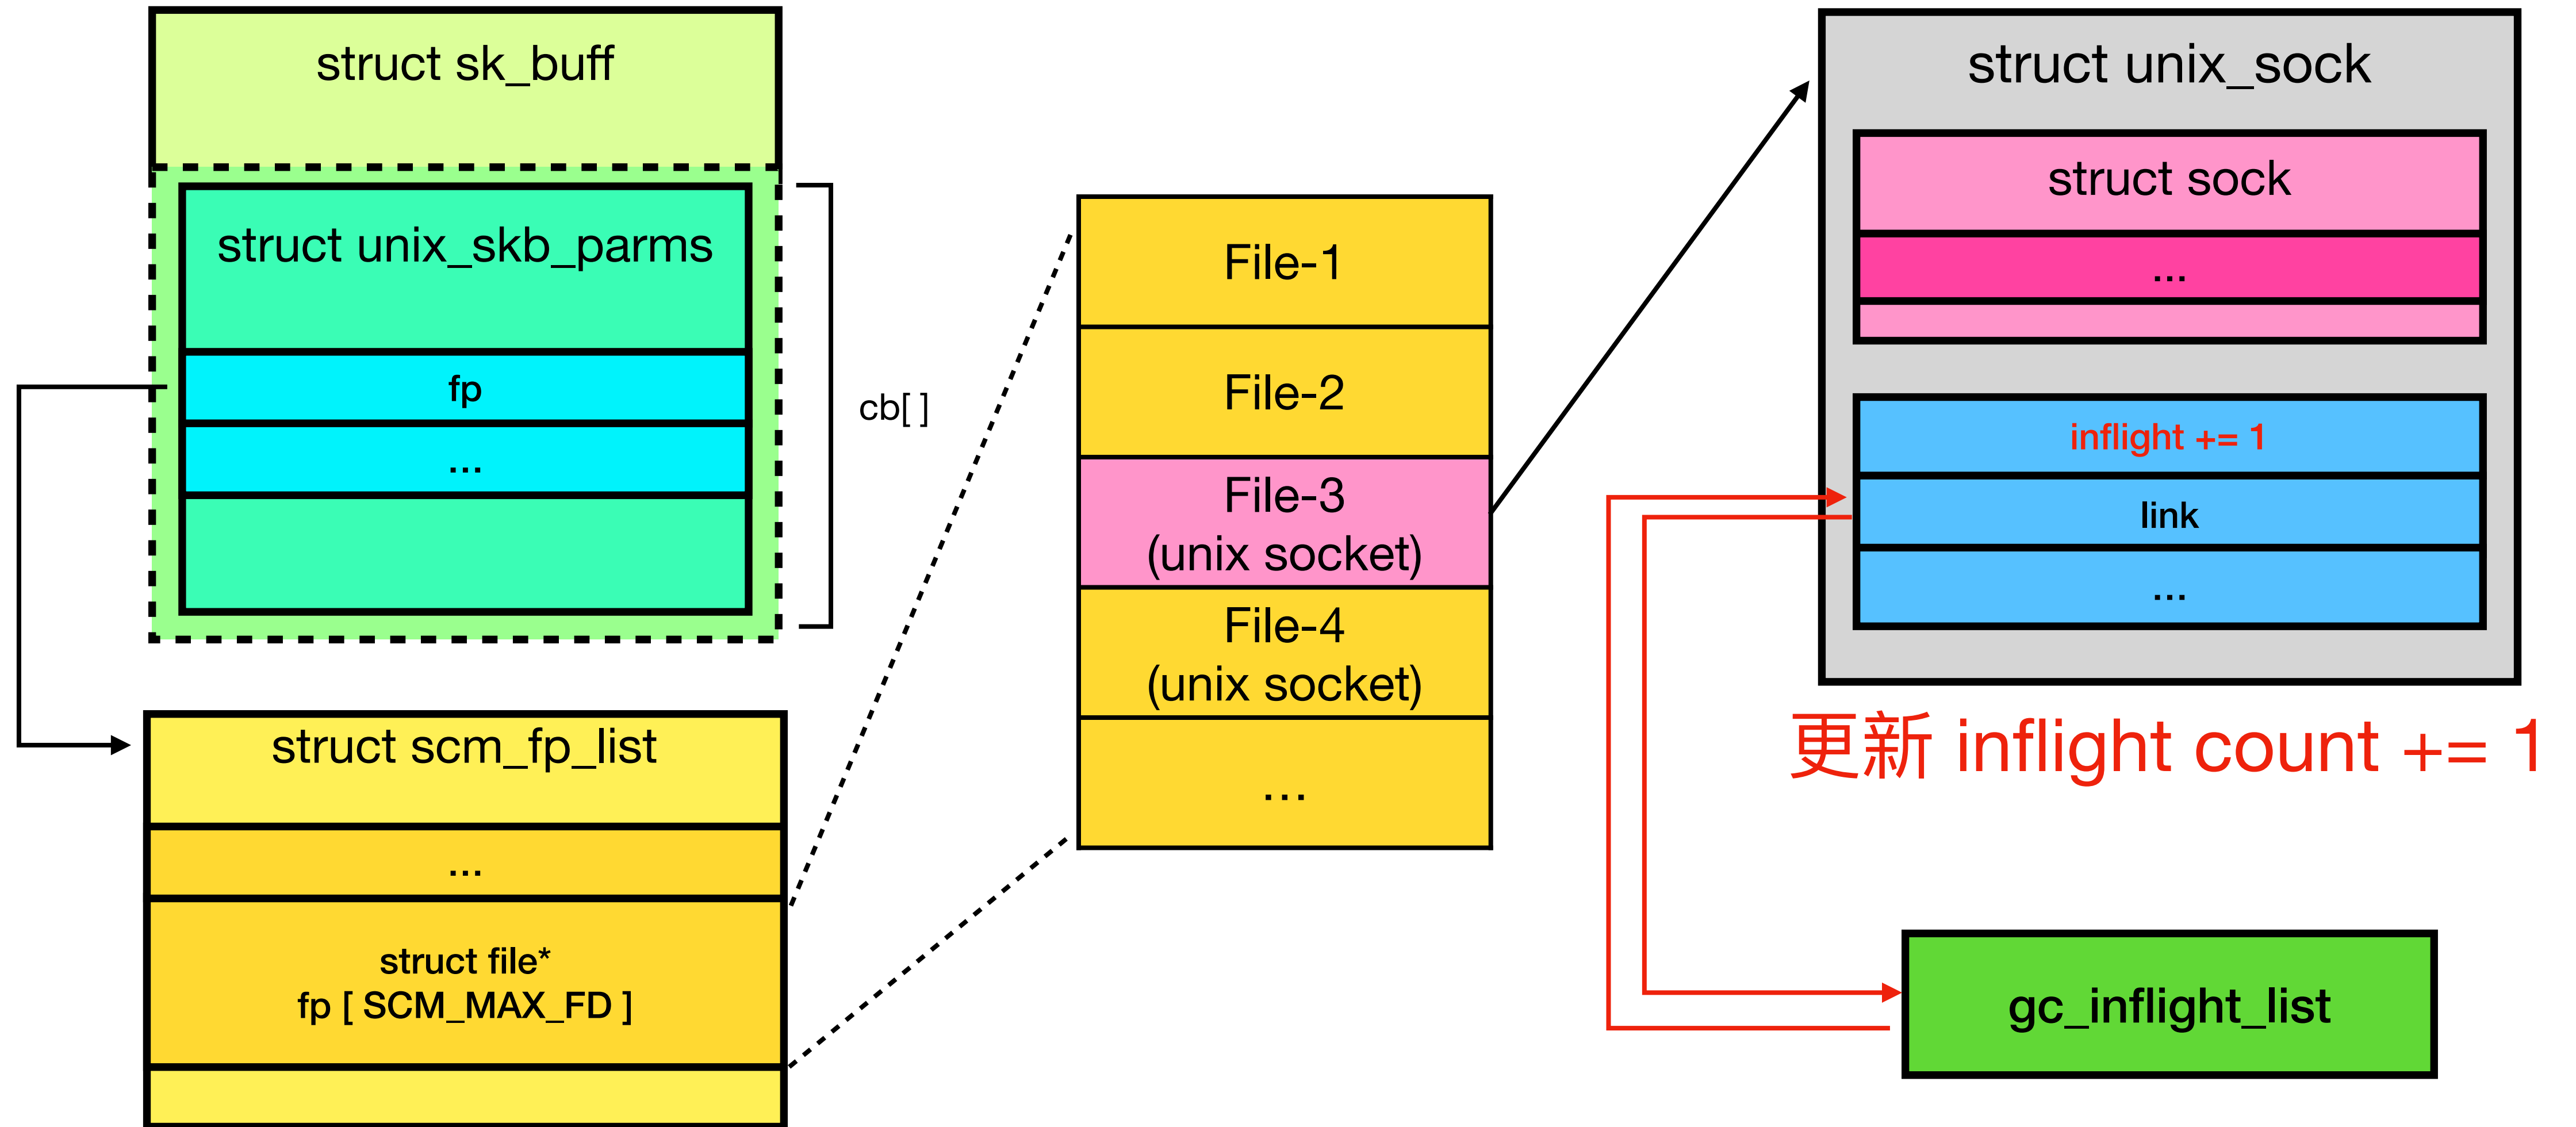 struct sk_buff
struct unix_skb_parms
fp
...
cb[ ]
struct scm_fp_list
...
struct file*
fp [ SCM_MAX_FD ]
File-1
File-2
File-3
(unix socket)
File-4
(unix socket)
...
struct unix_sock
struct sock
...
inflight += 1
link
...
更新 inflight count += 1
gc_inflight_list